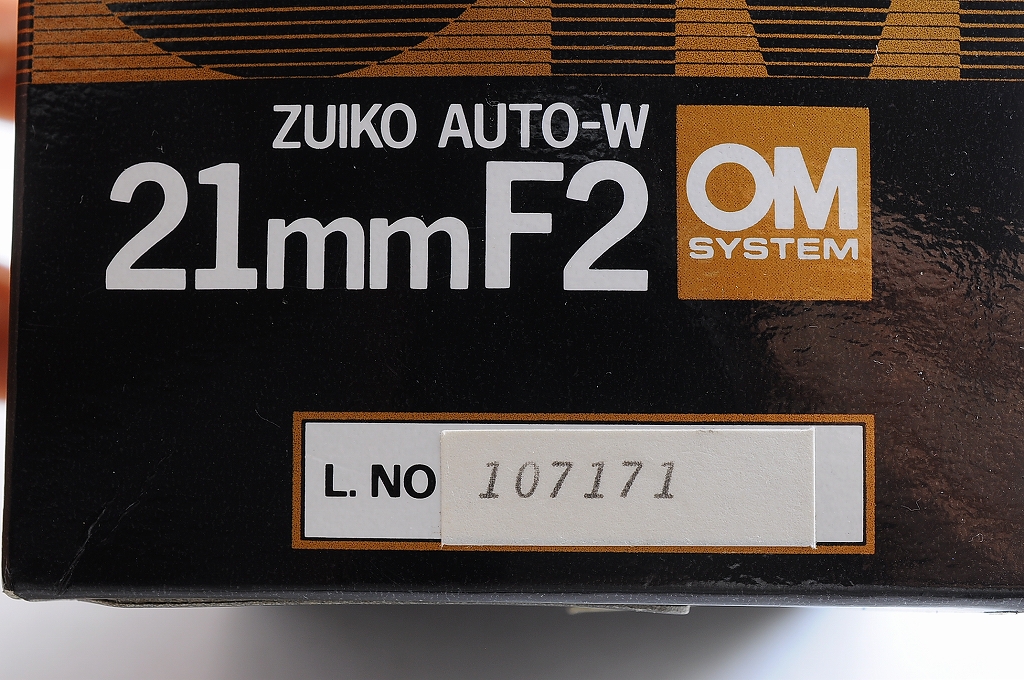 ZUIKO AUTO-W
21mmF2
OM
SYSTEM
L. NO 107171